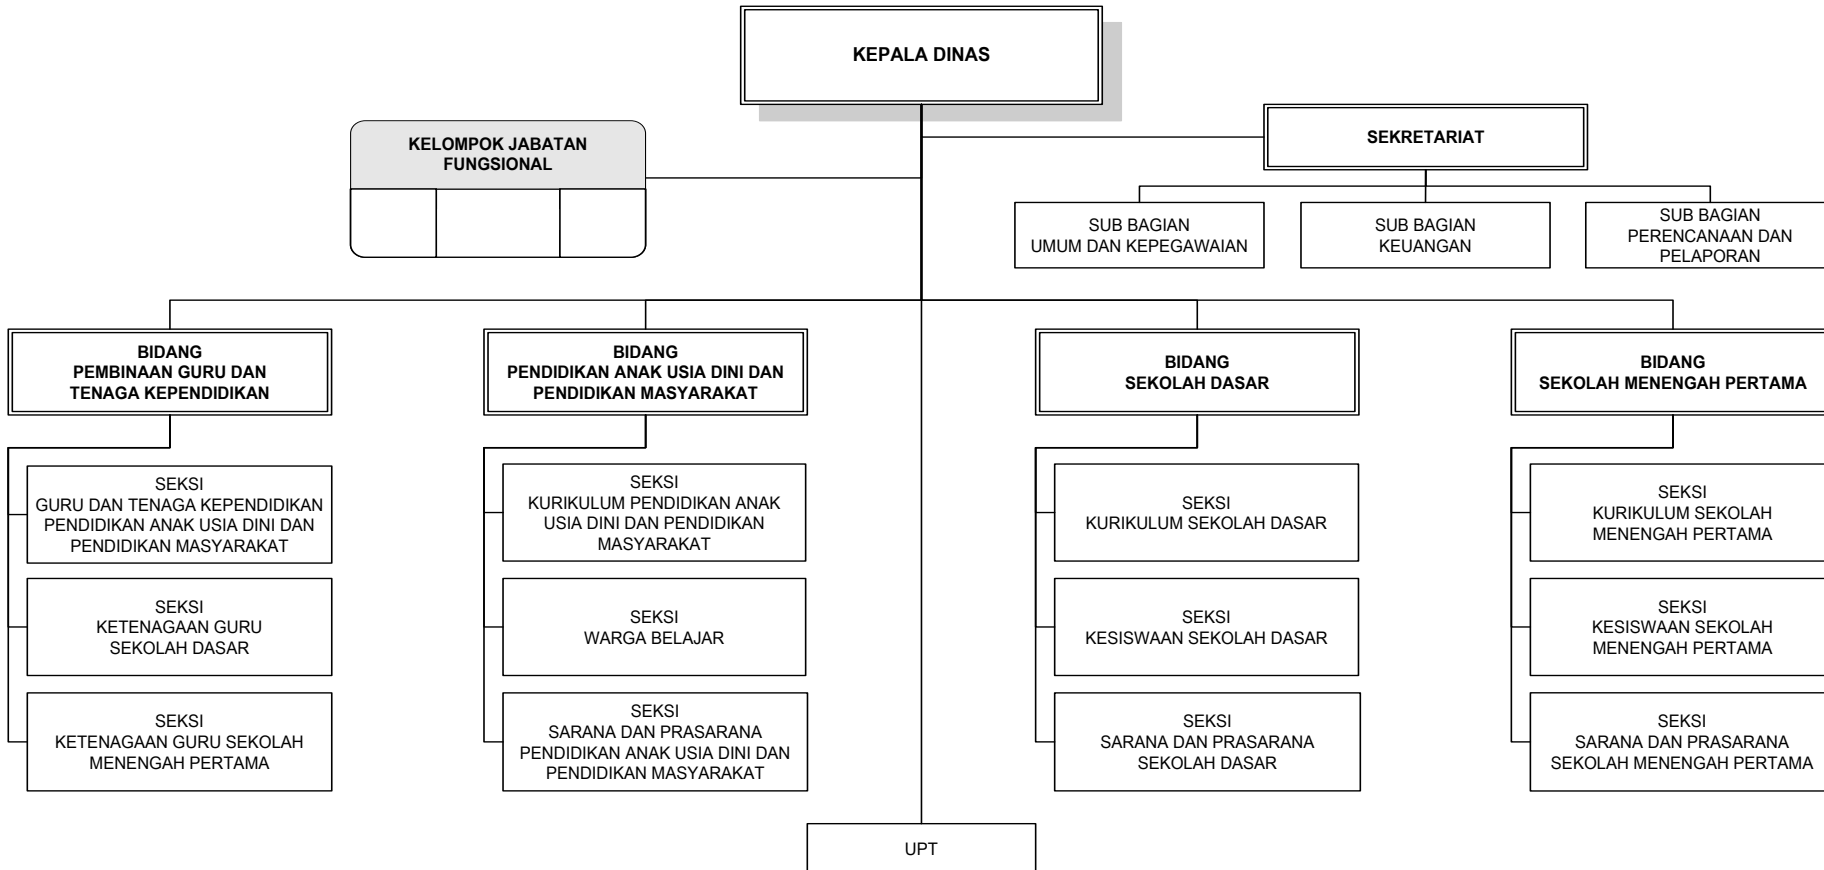 KEPALA DINAS
KELOMPOK JABATAN
FUNGSIONAL
SEKRETARIAT
SUB BAGIAN
UMUM DAN KEPEGAWAIAN
SUB BAGIAN
KEUANGAN
SUB BAGIAN
PERENCANAAN DAN
PELAPORAN
BIDANG
PEMBINAAN GURU DAN
TENAGA KEPENDIDIKAN
BIDANG
PENDIDIKAN ANAK USIA DINI DAN
PENDIDIKAN MASYARAKAT
BIDANG
SEKOLAH DASAR
BIDANG
SEKOLAH MENENGAH PERTAMA
SEKSI
GURU DAN TENAGA KEPENDIDIKAN
PENDIDIKAN ANAK USIA DINI DAN
PENDIDIKAN MASYARAKAT
SEKSI
KETENAGAAN GURU
SEKOLAH DASAR
SEKSI
KETENAGAAN GURU SEKOLAH
MENENGAH PERTAMA
SEKSI
KURIKULUM PENDIDIKAN ANAK
USIA DINI DAN PENDIDIKAN
MASYARAKAT
SEKSI
WARGA BELAJAR
SEKSI
SARANA DAN PRASARANA
PENDIDIKAN ANAK USIA DINI DAN
PENDIDIKAN MASYARAKAT
SEKSI
KURIKULUM SEKOLAH DASAR
SEKSI
KESISWAAN SEKOLAH DASAR
SEKSI
SARANA DAN PRASARANA
SEKOLAH DASAR
SEKSI
KURIKULUM SEKOLAH
MENENGAH PERTAMA
SEKSI
KESISWAAN SEKOLAH
MENENGAH PERTAMA
SEKSI
SARANA DAN PRASARANA
SEKOLAH MENENGAH PERTAMA
UPT